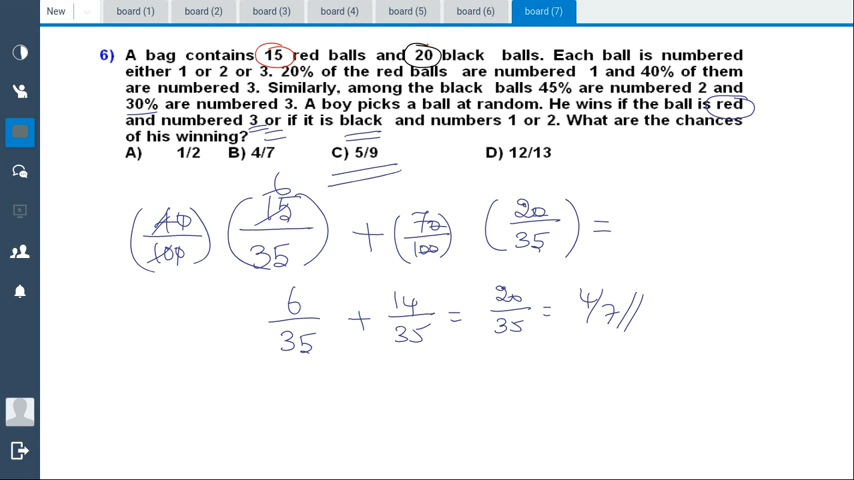 New board (1) board (2) board (3) board (4) board (5) board (6) board (7)
6) A bag contains 15 red balls and 20 black balls. Each ball is numbered
either 1 or 2 or 3. 20% of the red balls are numbered 1 and 40% of them
are numbered 3. Similarly, among the black balls 45% are numbered 2 and
30% are numbered 3. A boy picks a ball at random. He wins if the ball is red
and numbered 3 or if it is black and numbers 1 or 2. What are the chances
of his winning?
A) 1/2 B) 4/7 C) 5/9 D) 12/13
(40/100) (15/35) 6 + (70/100) (20/35) =
6/35 + 14/35 = 20/35 = 4/7//